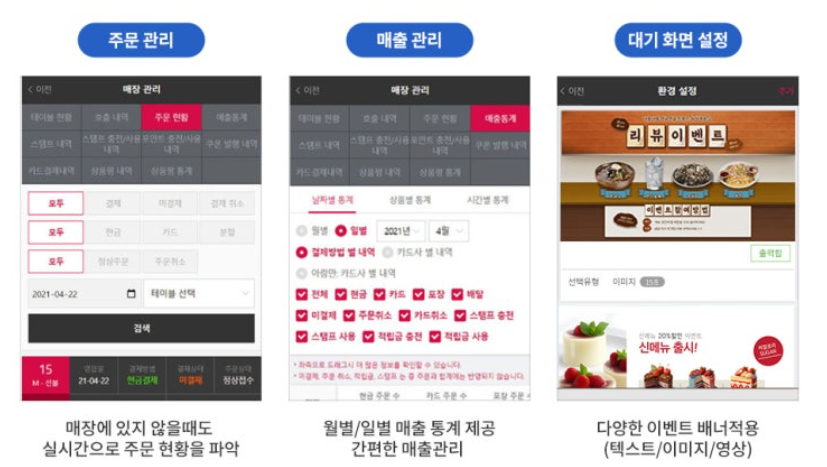 주문 관리
매출 관리
대기 화면 설정
< 이전
매장 관리
테이블 현황 호출 내역 주문 현황 매출통계
스탬프 내역 스탬프 충전/사용 내역 포인트 충전/사용 내역 쿠폰 발행 내역
카드결제내역 상품평 내역 상품평 통계
모두 결제 미결제 결제 취소
모두 현금 카드 분할
모두 정상주문 주문취소
2021-04-22 테이블 선택
검색
15 영업일 결제방법 결제상태 주문상태
M - 선불 21-04-22 현금결제 미결제 정상접수
매장에 있지 않을때도
실시간으로 주문 현황을 파악
< 이전
매장 관리
테이블 현황 호출 내역 주문 현황 매출통계
스탬프 내역 스탬프 충전/사용 내역 포인트 충전/사용 내역 쿠폰 발행 내역
카드결제내역 상품평 내역 상품평 통계
날짜별 통계 상품별 통계 시간별 통계
월별 일별 2021년 4월
결제방법 별 내역 카드사 별 내역
카드사 별 내역
전체 현금 카드 포장 배달
미결제 주문취소 카드취소 스탬프 충전
스탬프 사용 적립금 충전 적립금 사용
* 좌측으로 드래그시 더 많은 정보를 확인할 수 있습니다.
* 미결제, 주문 취소, 적립금, 스탬프 는 총 주문과 합계에는 반영되지 않습니다.
현금 주문 수 카드 주문 수 포장 주문 수
월별/일별 매출 통계 제공
간편한 매출관리
< 이전
환경 설정
추가
리뷰이벤트
이벤트참여방법
출력함
선택유형 이미지 15초
신메뉴 20%할인 이벤트
신메뉴 출시!
SUGAR
다양한 이벤트 배너적용
(텍스트/이미지/영상)